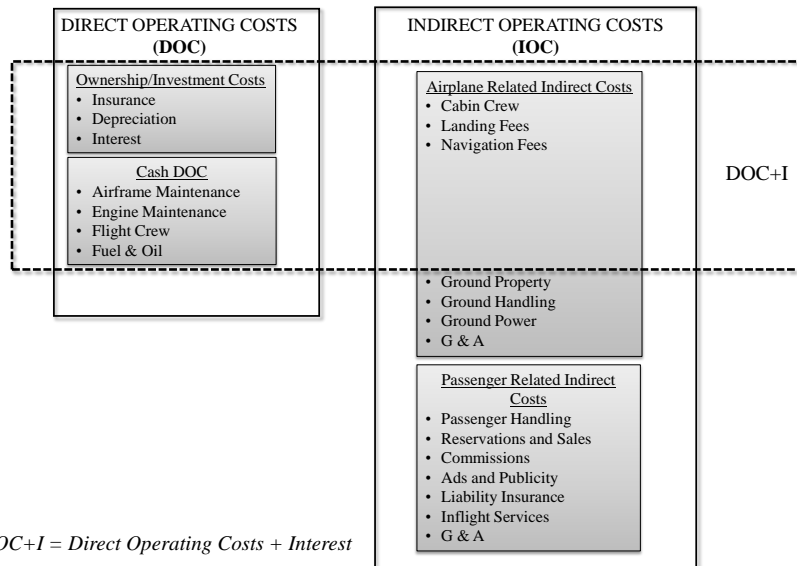 DIRECT OPERATING COSTS
(DOC)
Ownership/Investment Costs
• Insurance
• Depreciation
• Interest
Cash DOC
• Airframe Maintenance
• Engine Maintenance
• Flight Crew
• Fuel & Oil
INDIRECT OPERATING COSTS
(IOC)
Airplane Related Indirect Costs
• Cabin Crew
• Landing Fees
• Navigation Fees
• Ground Property
• Ground Handling
• Ground Power
• G & A
Passenger Related Indirect
Costs
• Passenger Handling
• Reservations and Sales
• Commissions
• Ads and Publicity
• Liability Insurance
• Inflight Services
• G & A
DOC+I
OC+I = Direct Operating Costs + Interest